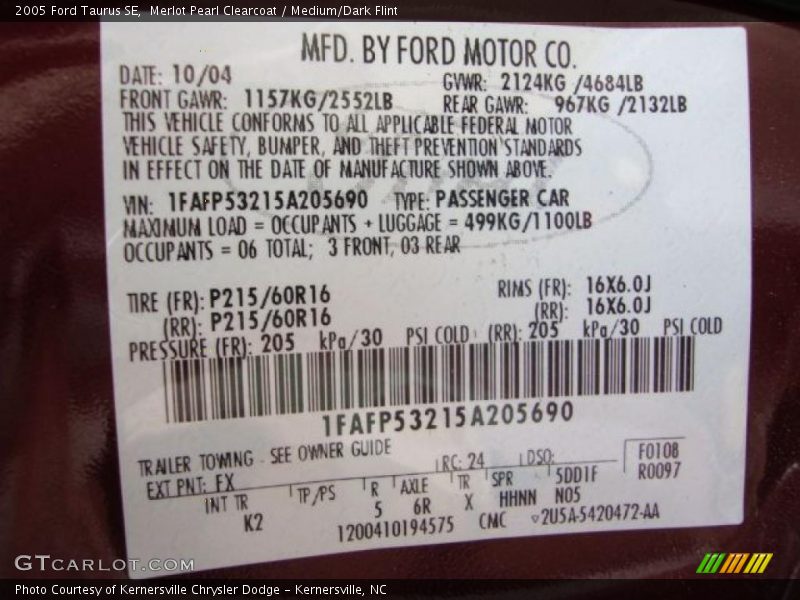 2005 Ford Taurus SE, Merlot Pearl Clearcoat / Medium/Dark Flint
MFD. BY FORD MOTOR CO.
DATE: 10/04 GVWR: 2124KG /4684LB
FRONT GAWR: 1157KG/2552LB REAR GAWR: 967KG /2132LB
THIS VEHICLE CONFORMS TO ALL APPLICABLE FEDERAL MOTOR
VEHICLE SAFETY, BUMPER, AND THEFT PREVENTION STANDARDS
IN EFFECT ON THE DATE OF MANUFACTURE SHOWN ABOVE.
VIN: 1FAFP53215A205690 TYPE: PASSENGER CAR
MAXIMUM LOAD = OCCUPANTS + LUGGAGE = 499KG/1100LB
OCCUPANTS = 06 TOTAL; 3 FRONT, 03 REAR
TIRE (FR): P215/60R16 RIMS (FR): 16X6.0J
(RR): P215/60R16 (RR): 16X6.0J
PRESSURE (FR): 205 kPa/30 PSI COLD (RR): 205 kPa/30 PSI COLD
1FAFP53215A205690
TRAILER TOWING - SEE OWNER GUIDE
EXT PNT: FX RC: 24 DSO: F0108
R0097
INT TR TP/PS R AXLE TR SPR 5DD1F
K2 5 6R X HHNN N05
1200410194575 CMC 2U5A-5420472-AA
GTCARLOT.COM
Photo Courtesy of Kernersville Chrysler Dodge - Kernersville, NC